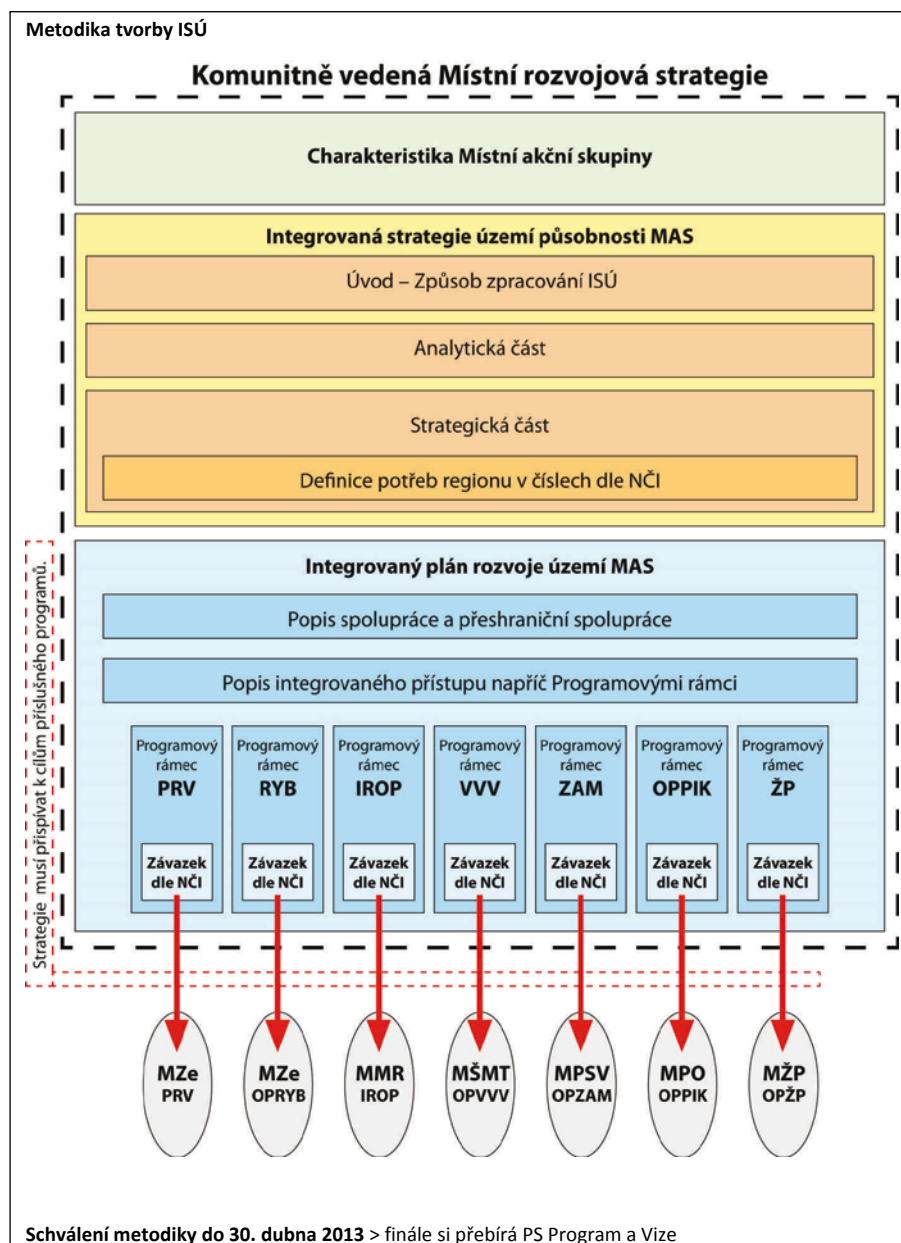 Metodika tvorby ISÚ
Komunitně vedená Místní rozvojová strategie
Charakteristika Místní akční skupiny
Integrovaná strategie území působnosti MAS
Úvod – Způsob zpracování ISÚ
Analytická část
Strategická část
Definice potřeb regionu v číslech dle NČI
Strategie musí přispívat k cílům příslušného programů.
Integrovaný plán rozvoje území MAS
Popis spolupráce a přeshraniční spolupráce
Popis integrovaného přístupu napříč Programovými rámci
Programový
rámec
PRV
Závazek
dle NČI
Programový
rámec
RYB
Závazek
dle NČI
Programový
rámec
IROP
Závazek
dle NČI
Programový
rámec
VVV
Závazek
dle NČI
Programový
rámec
ZAM
Závazek
dle NČI
Programový
rámec
OPPIK
Závazek
dle NČI
Programový
rámec
ŽP
Závazek
dle NČI
MZe
PRV
MZe
OPRYB
MMR
IROP
MŠMT
OPVVV
MPSV
OPZAM
MPO
OPPIK
MŽP
OPŽP
Schválení metodiky do 30. dubna 2013 > finále si přebírá PS Program a Vize